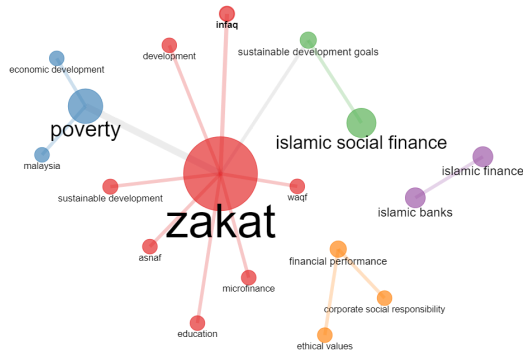 infaq
development
sustainable development goals
economic development
poverty
islamic social finance
malaysia
islamic finance
sustainable development
waqf
islamic banks
zakat
asnaf
financial performance
microfinance
corporate social responsibility
education
ethical values